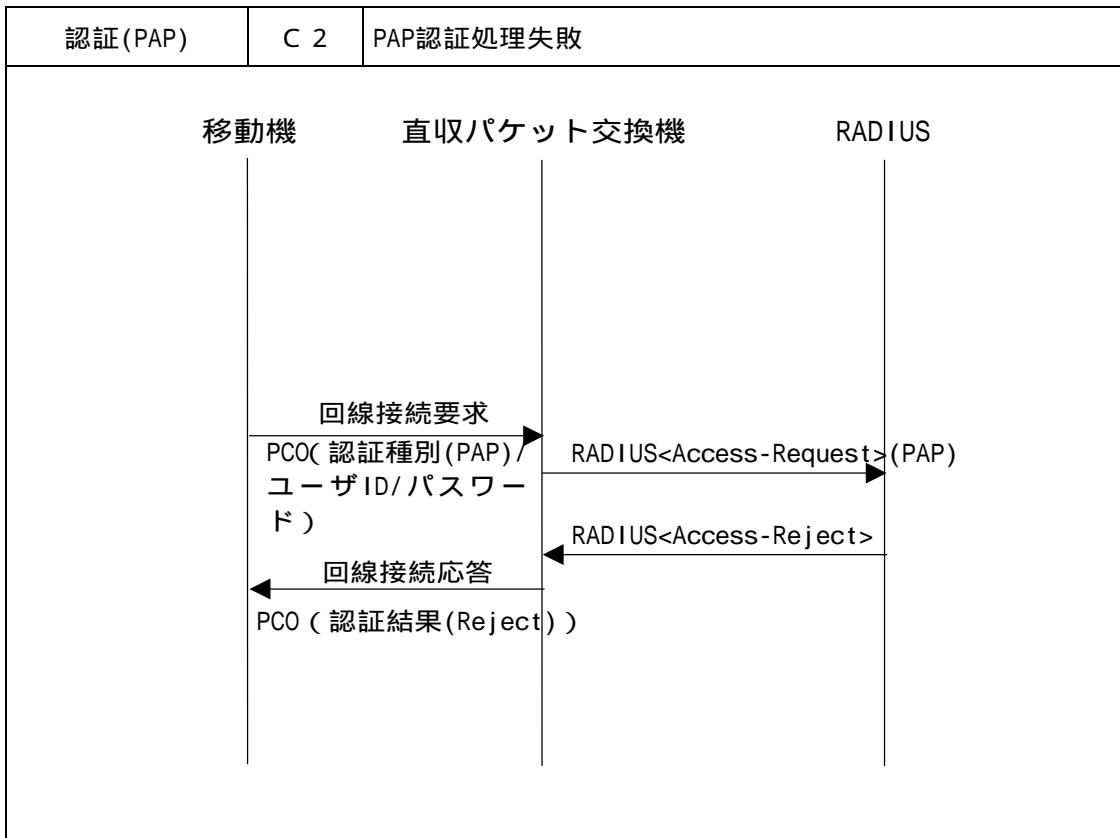 認証(PAP) C2 PAP認証処理失敗
移動機 直収パケット交換機 RADIUS
回線接続要求
PCO(認証種別(PAP)/
ユーザID/パスワー
ド)
RADIUS<Access-Request>(PAP)
RADIUS<Access-Reject>
回線接続応答
PCO(認証結果(Reject))